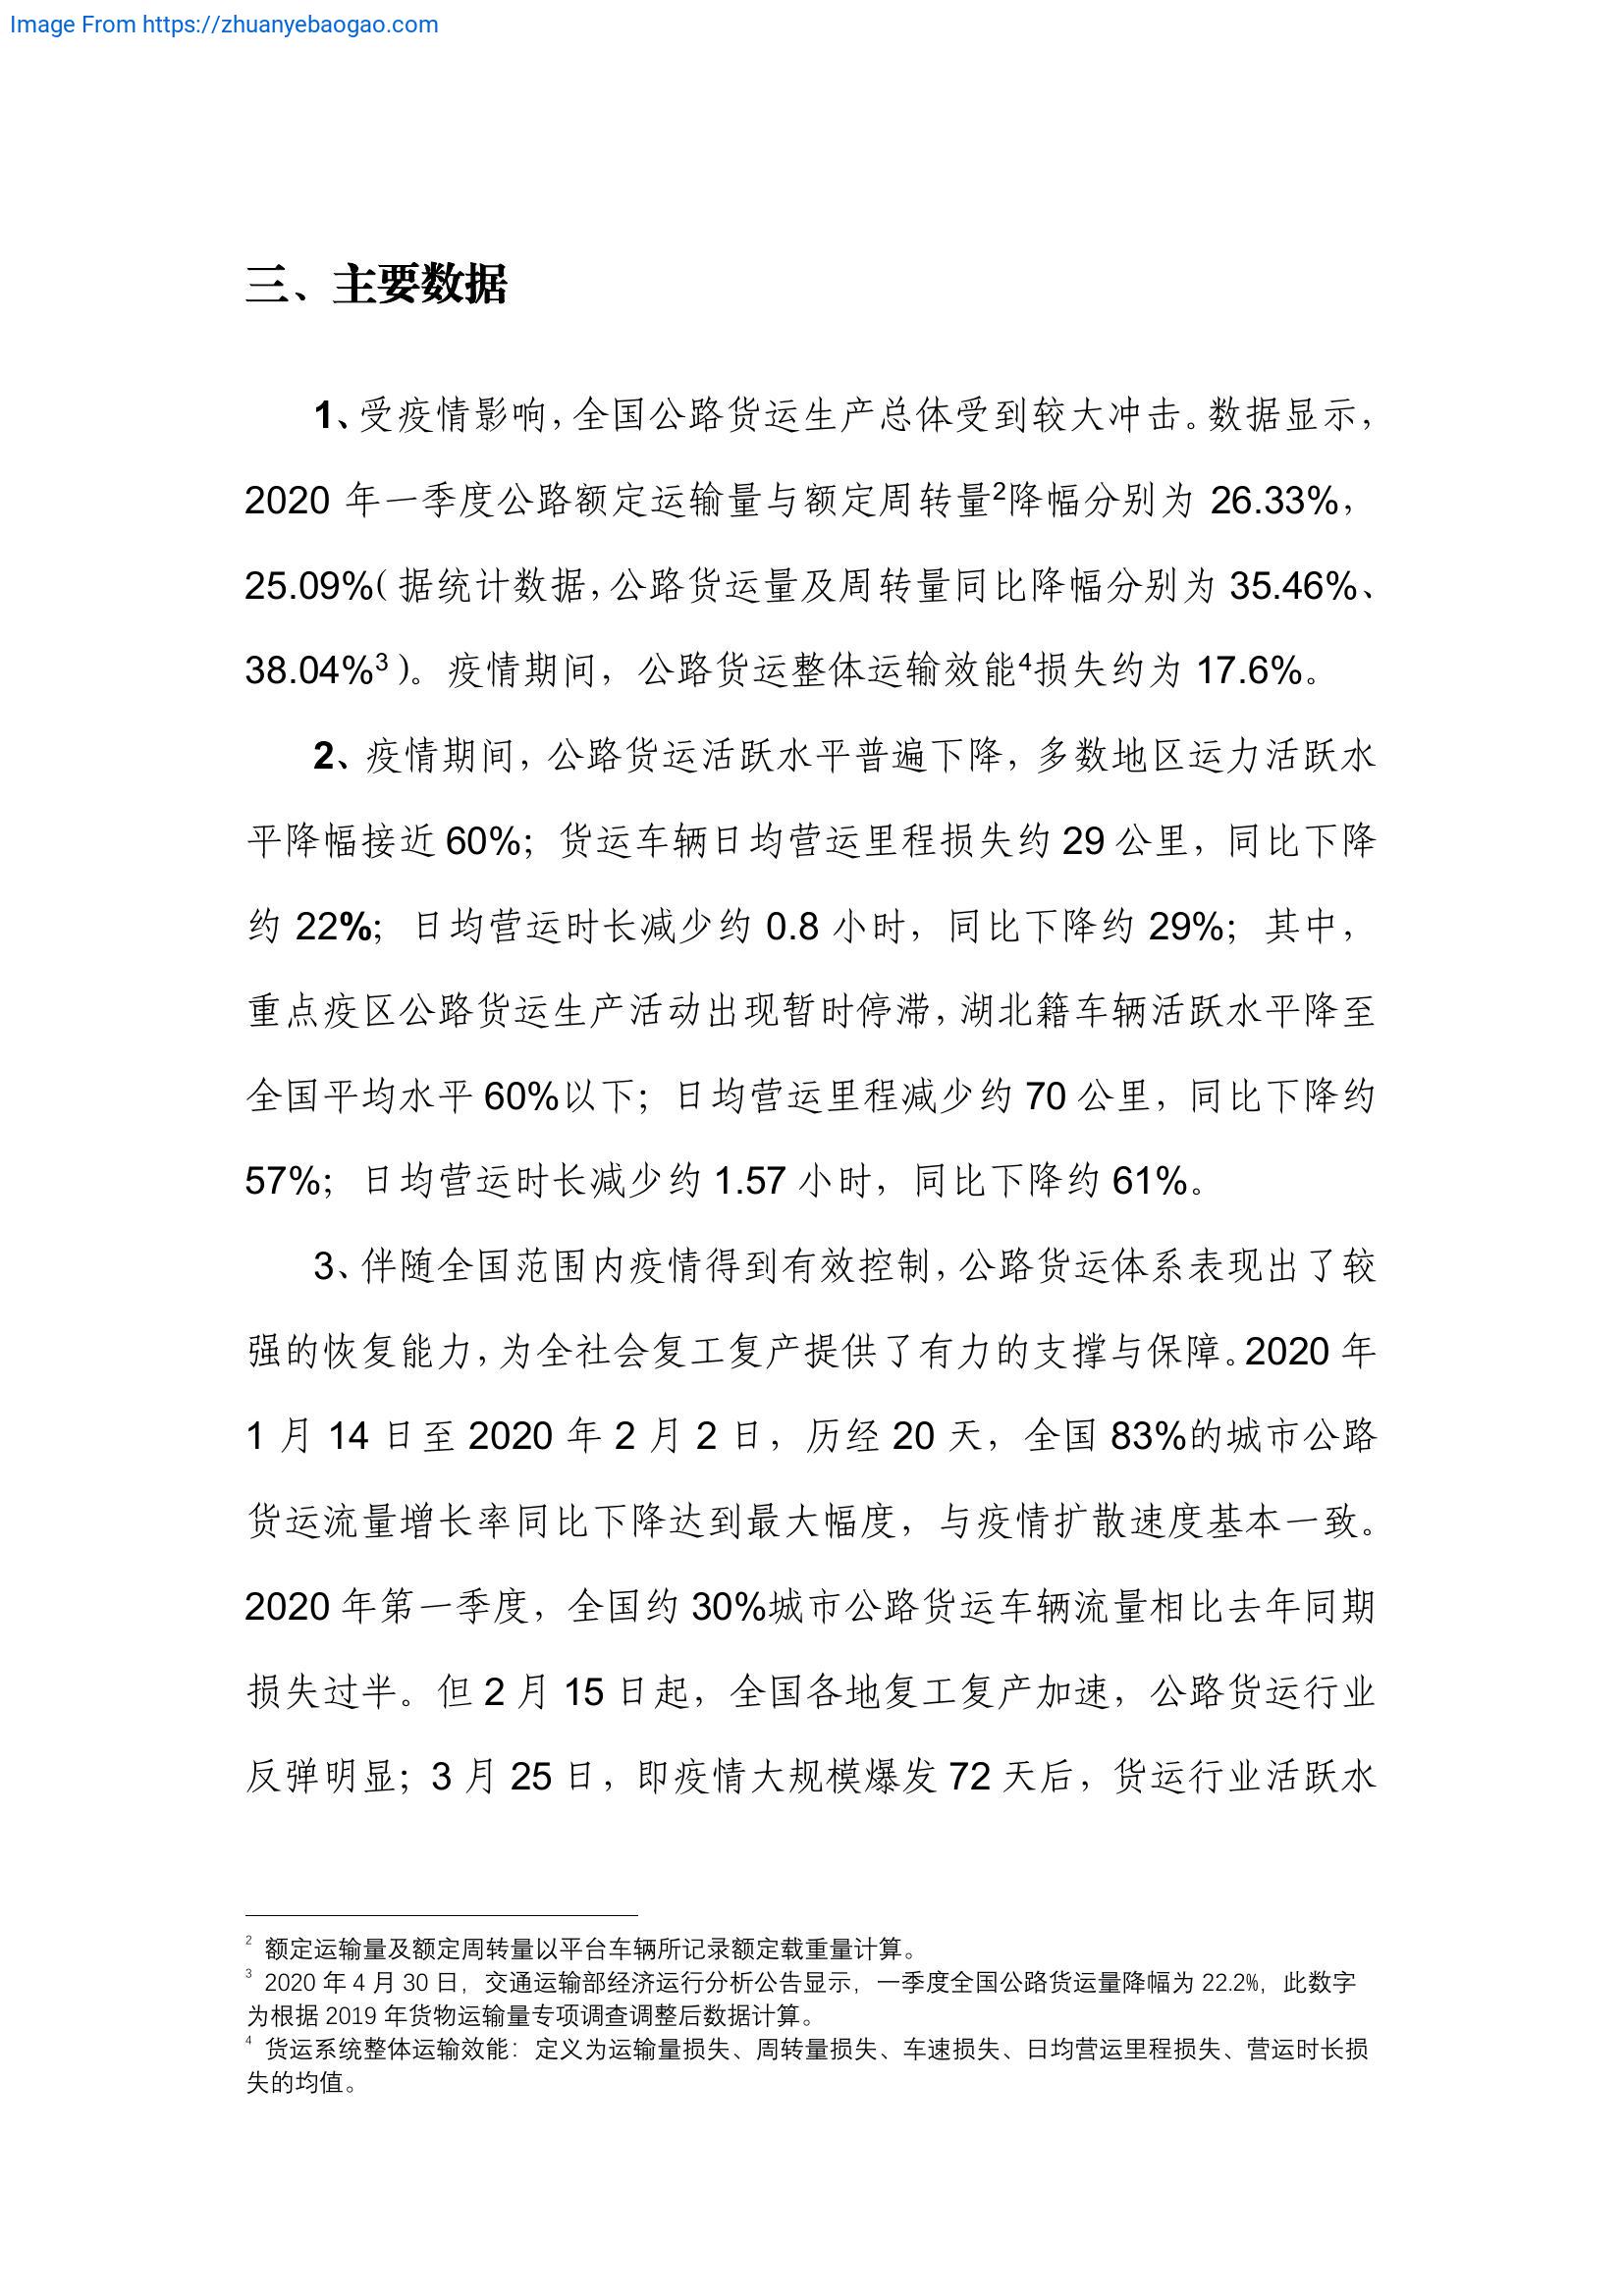 Image From https://zhuanyebaogao.com
三、主要数据
1、受疫情影响，全国公路货运生产总体受到较大冲击。数据显示，
2020 年一季度公路额定运输量与额定周转量2降幅分别为 26.33%，
25.09%（据统计数据，公路货运量及周转量同比降幅分别为 35.46%、
38.04%3）。疫情期间，公路货运整体运输效能4损失约为 17.6%。
2、疫情期间，公路货运活跃水平普遍下降，多数地区运力活跃水
平降幅接近 60%；货运车辆日均营运里程损失约 29 公里，同比下降
约 22%；日均营运时长减少约 0.8 小时，同比下降约 29%；其中，
重点疫区公路货运生产活动出现暂时停滞，湖北籍车辆活跃水平降至
全国平均水平 60%以下；日均营运里程减少约 70 公里，同比下降约
57%；日均营运时长减少约 1.57 小时，同比下降约 61%。
3、伴随全国范围内疫情得到有效控制，公路货运体系表现出了较
强的恢复能力，为全社会复工复产提供了有力的支撑与保障。2020 年
1 月 14 日至 2020 年 2 月 2 日，历经 20 天，全国 83%的城市公路
货运流量增长率同比下降达到最大幅度，与疫情扩散速度基本一致。
2020 年第一季度，全国约 30%城市公路货运车辆流量相比去年同期
损失过半。但 2 月 15 日起，全国各地复工复产加速，公路货运行业
反弹明显；3 月 25 日，即疫情大规模爆发 72 天后，货运行业活跃水
2 额定运输量及额定周转量以平台车辆所记录额定载重量计算。
3 2020 年 4 月 30 日，交通运输部经济运行分析公告显示，一季度全国公路货运量降幅为 22.2%，此数字
为根据 2019 年货物运输量专项调查调整后数据计算。
4 货运系统整体运输效能：定义为运输量损失、周转量损失、车速损失、日均营运里程损失、营运时长损
失的均值。